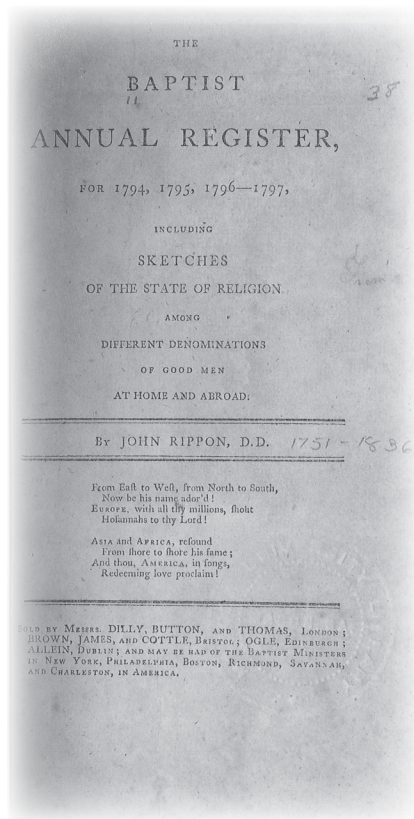 THE
BAPTIST
11
38
ANNUAL REGISTER,
FOR 1794, 1795, 1796—1797,
INCLUDING
SKETCHES
OF THE STATE OF RELIGION
AMONG
DIFFERENT DENOMINATIONS
OF GOOD MEN
AT HOME AND ABROAD.
BY JOHN RIPPON, D.D. 1751-1836
From Eaſt to Weſt, from North to South,
Now be his name ador'd!
EUROPE, with all thy millions, ſhout
Hoſannahs to thy Lord!
ASIA and AFRICA, reſound
From ſhore to ſhore his fame;
And thou, AMERICA, in ſongs,
Redeeming love proclaim!
SOLD BY MESSRS. DILLY, BUTTON, AND THOMAS, LONDON;
BROWN, JAMES, AND COTTLE, BRISTOL; OGLE, EDINBURGH;
ALLEIN, DUBLIN; AND MAY BE HAD OF THE BAPTIST MINISTERS
IN NEW YORK, PHILADELPHIA, BOSTON, RICHMOND, SAVANNAH,
AND CHARLESTON, IN AMERICA.